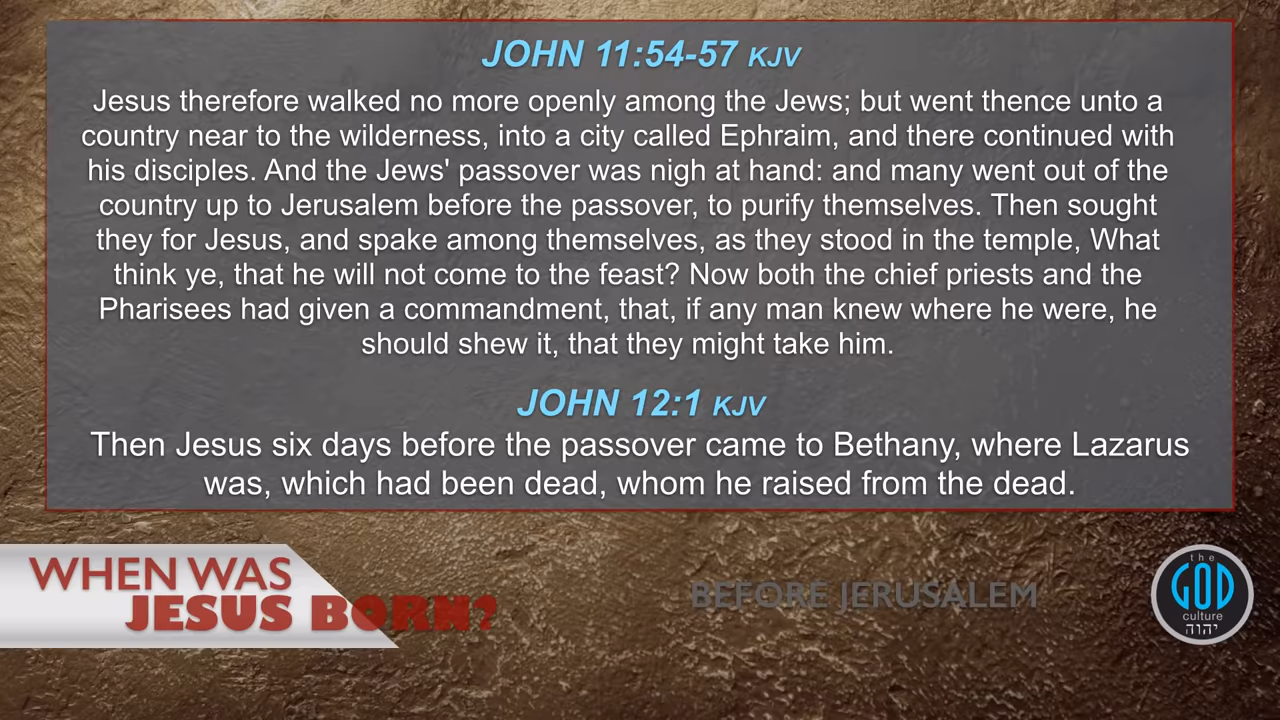 JOHN 11:54-57 KJV
Jesus therefore walked no more openly among the Jews; but went thence unto a
country near to the wilderness, into a city called Ephraim, and there continued with
his disciples. And the Jews' passover was nigh at hand: and many went out of the
country up to Jerusalem before the passover, to purify themselves. Then sought
they for Jesus, and spake among themselves, as they stood in the temple, What
think ye, that he will not come to the feast? Now both the chief priests and the
Pharisees had given a commandment, that, if any man knew where he were, he
should shew it, that they might take him.
JOHN 12:1 KJV
Then Jesus six days before the passover came to Bethany, where Lazarus
was, which had been dead, whom he raised from the dead.
WHEN WAS
JESUS BORN?
BEFORE JERUSALEM
the
GOD
culture
יהוה